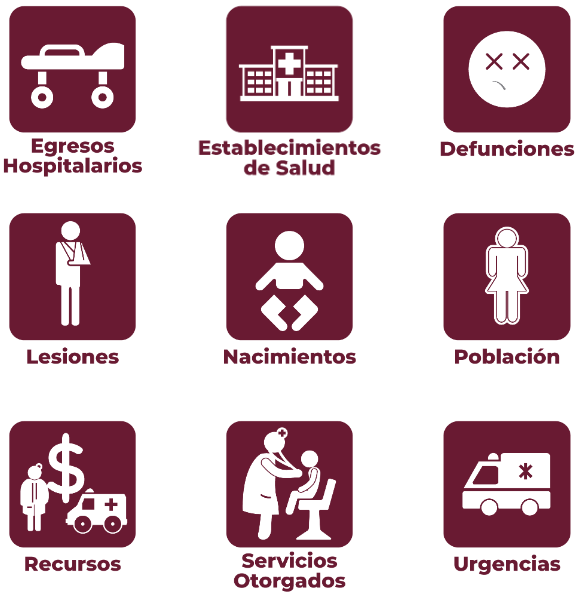 Egresos
Hospitalarios
Establecimientos
de Salud
Defunciones
Lesiones
Nacimientos
Población
$
Recursos
Servicios
Otorgados
Urgencias